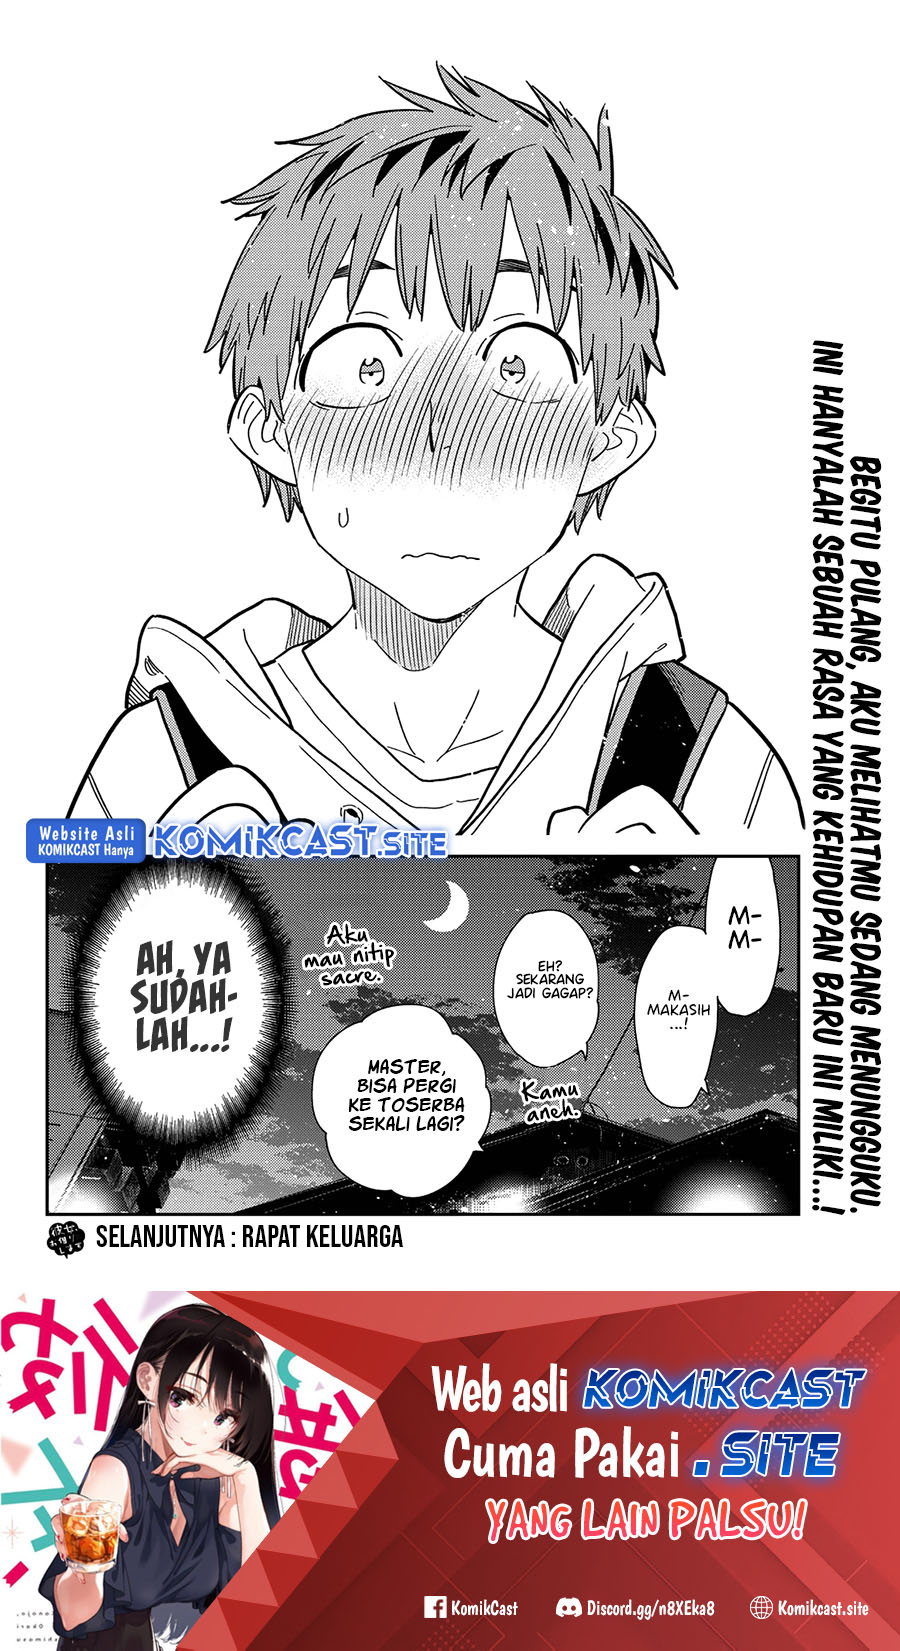 BEGITU PULANG, AKU MELIHATMU SEDANG MENUNGGUKU.
INI HANYALAH SEBUAH RASA YANG KEHIDUPAN BARU INI MILIKI...!
Website Asli
KOMIKCAST Hanya
KOMIKCAST.SITE
M-
M-
M-
MAKASIH
...!
EH?
SEKARANG
JADI GAGAP?
Kamu
aneh.
MASTER,
BISA PERGI
KE TOSERBA
SEKALI LAGI?
Aku
mau nitip
sacre.
AH, YA
SUDAH-
LAH...!
SELANJUTNYA : RAPAT KELUARGA
Web asli KOMIKCAST
Cuma Pakai .SITE
YANG LAIN PALSU!
KomikCast
Discord.gg/n8XEka8
Komikcast.site